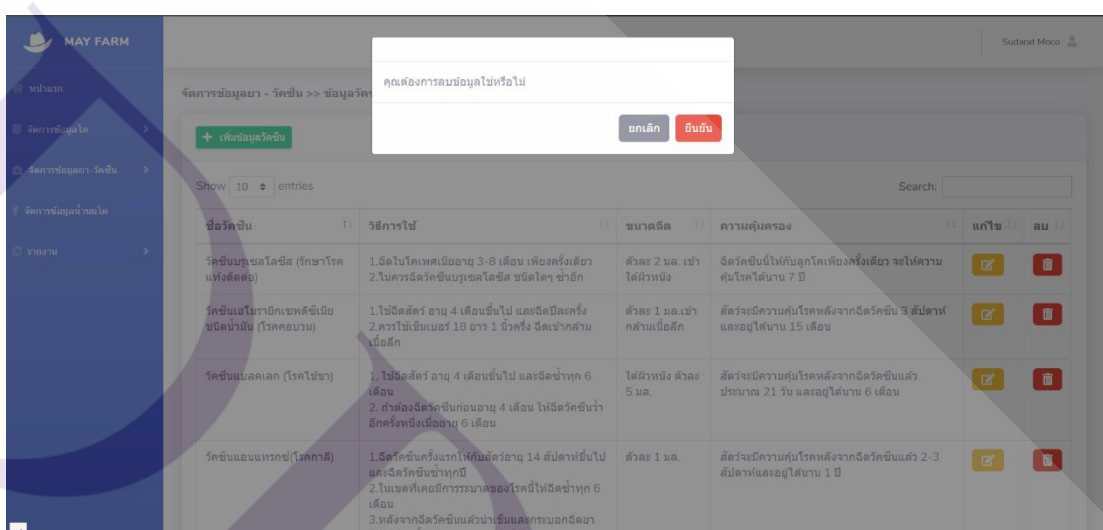 MAY FARM
Sudarat Moco
หน้าแรก
จัดการข้อมูลโค
จัดการข้อมูลยา-วัคซีน
จัดการข้อมูลน้ำนมโค
รายงาน
คุณต้องการลบข้อมูลใช่หรือไม่
ยกเลิก ยืนยัน
จัดการข้อมูลยา - วัคซีน >> ข้อมูลวัคซ
+ เพิ่มข้อมูลวัคซีน
Show 10 entries Search:
ชื่อวัคซีน วิธีการใช้ ขนาดฉีด ความคุ้มครอง แก้ไข ลบ
วัคซีนบรูเซลโลซีส (รักษาโรค
แท้งติดต่อ)
1.ฉีดในโคเพศเมียอายุ 3-8 เดือน เพียงครั้งเดียว
2.ไม่ควรฉีดวัคซีนบรูเซลโลซีส ชนิดใดๆ ซ้ำอีก
ตัวละ 2 มล. เข้า
ใต้ผิวหนัง
ฉีดวัคซีนนี้ให้กับลูกโคเพียงครั้งเดียว จะให้ความ
คุ้มโรคได้นาน 7 ปี
วัคซีนเฮโมรายิกเซพติซีเมีย
ชนิดน้ำมัน (โรคคอบวม)
1.ใช้ฉีดสัตว์ อายุ 4 เดือนขึ้นไป และฉีดปีละครั้ง
2.ควรใช้เข็มเบอร์ 18 ยาว 1 นิ้วครึ่ง ฉีดเข้ากล้าม
เนื้อลึก
ตัวละ 1 มล.เข้า
กล้ามเนื้อลึก
สัตว์จะมีความคุ้มโรคหลังจากฉีดวัคซีน 3 สัปดาห์
และอยู่ได้นาน 15 เดือน
วัคซีนแบลคเลก (โรคไข้ขา)
1. ใช้ฉีดสัตว์ อายุ 4 เดือนขึ้นไป และฉีดซ้ำทุก 6
เดือน
2. ถ้าต้องฉีดวัคซีนก่อนอายุ 4 เดือน ให้ฉีดวัคซีนซ้ำ
อีกครั้งหนึ่งเมื่ออายุ 6 เดือน
ใต้ผิวหนัง ตัวละ
5 มล.
สัตว์จะมีความคุ้มโรคหลังจากฉีดวัคซีนแล้ว
ประมาณ 21 วัน และอยู่ได้นาน 6 เดือน
วัคซีนแอนแทรกซ์(โรคกาลี)
1.ฉีดวัคซีนครั้งแรกให้กับสัตว์อายุ 14 สัปดาห์ขึ้นไป
และฉีดวัคซีนซ้ำทุกปี
2.ในเขตที่เคยมีการระบาดของโรคนี้ให้ฉีดซ้ำทุก 6
เดือน
3.หลังจากฉีดวัคซีนแล้วนำเข็มและกระบอกฉีดยา
ตัวละ 1 มล.
สัตว์จะมีความคุ้มโรคหลังจากฉีดวัคซีนแล้ว 2-3
สัปดาห์และอยู่ได้นาน 1 ปี